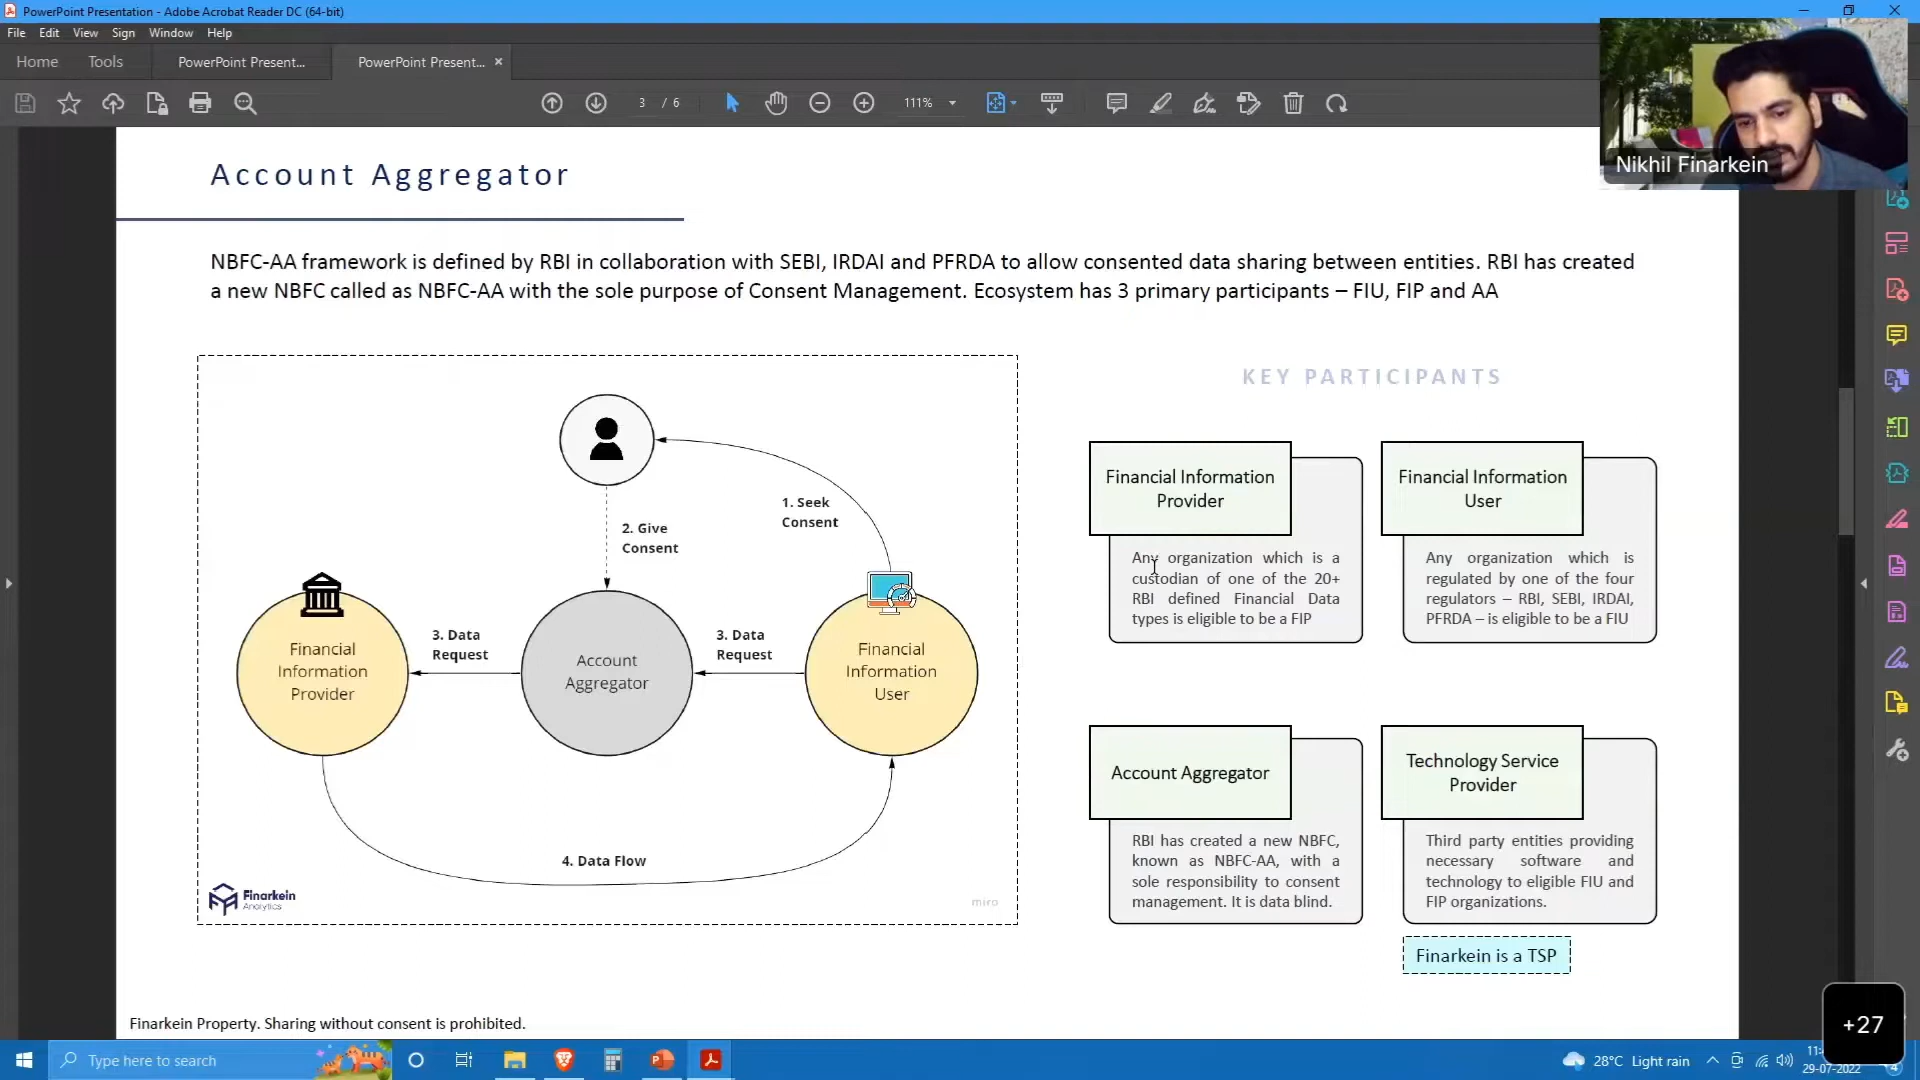 PowerPoint Presentation - Adobe Acrobat Reader DC (64-bit)
File Edit View Sign Window Help
Home Tools PowerPoint Present... PowerPoint Present... ×
3 / 6 111%
Nikhil Finarkein
Account Aggregator
NBFC-AA framework is defined by RBI in collaboration with SEBI, IRDAI and PFRDA to allow consented data sharing between entities. RBI has created
a new NBFC called as NBFC-AA with the sole purpose of Consent Management. Ecosystem has 3 primary participants – FIU, FIP and AA
1. Seek
Consent
2. Give
Consent
Financial
Information
Provider
3. Data
Request
Account
Aggregator
3. Data
Request
Financial
Information
User
4. Data Flow
Finarkein
Analytics
miro
KEY PARTICIPANTS
Financial Information
Provider
Any organization which is a
custodian of one of the 20+
RBI defined Financial Data
types is eligible to be a FIP
Financial Information
User
Any organization which is
regulated by one of the four
regulators – RBI, SEBI, IRDAI,
PFRDA – is eligible to be a FIU
Account Aggregator
RBI has created a new NBFC,
known as NBFC-AA, with a
sole responsibility to consent
management. It is data blind.
Technology Service
Provider
Third party entities providing
necessary software and
technology to eligible FIU and
FIP organizations.
Finarkein is a TSP
Finarkein Property. Sharing without consent is prohibited.
+27
Type here to search
28°C Light rain
29-07-2022
4